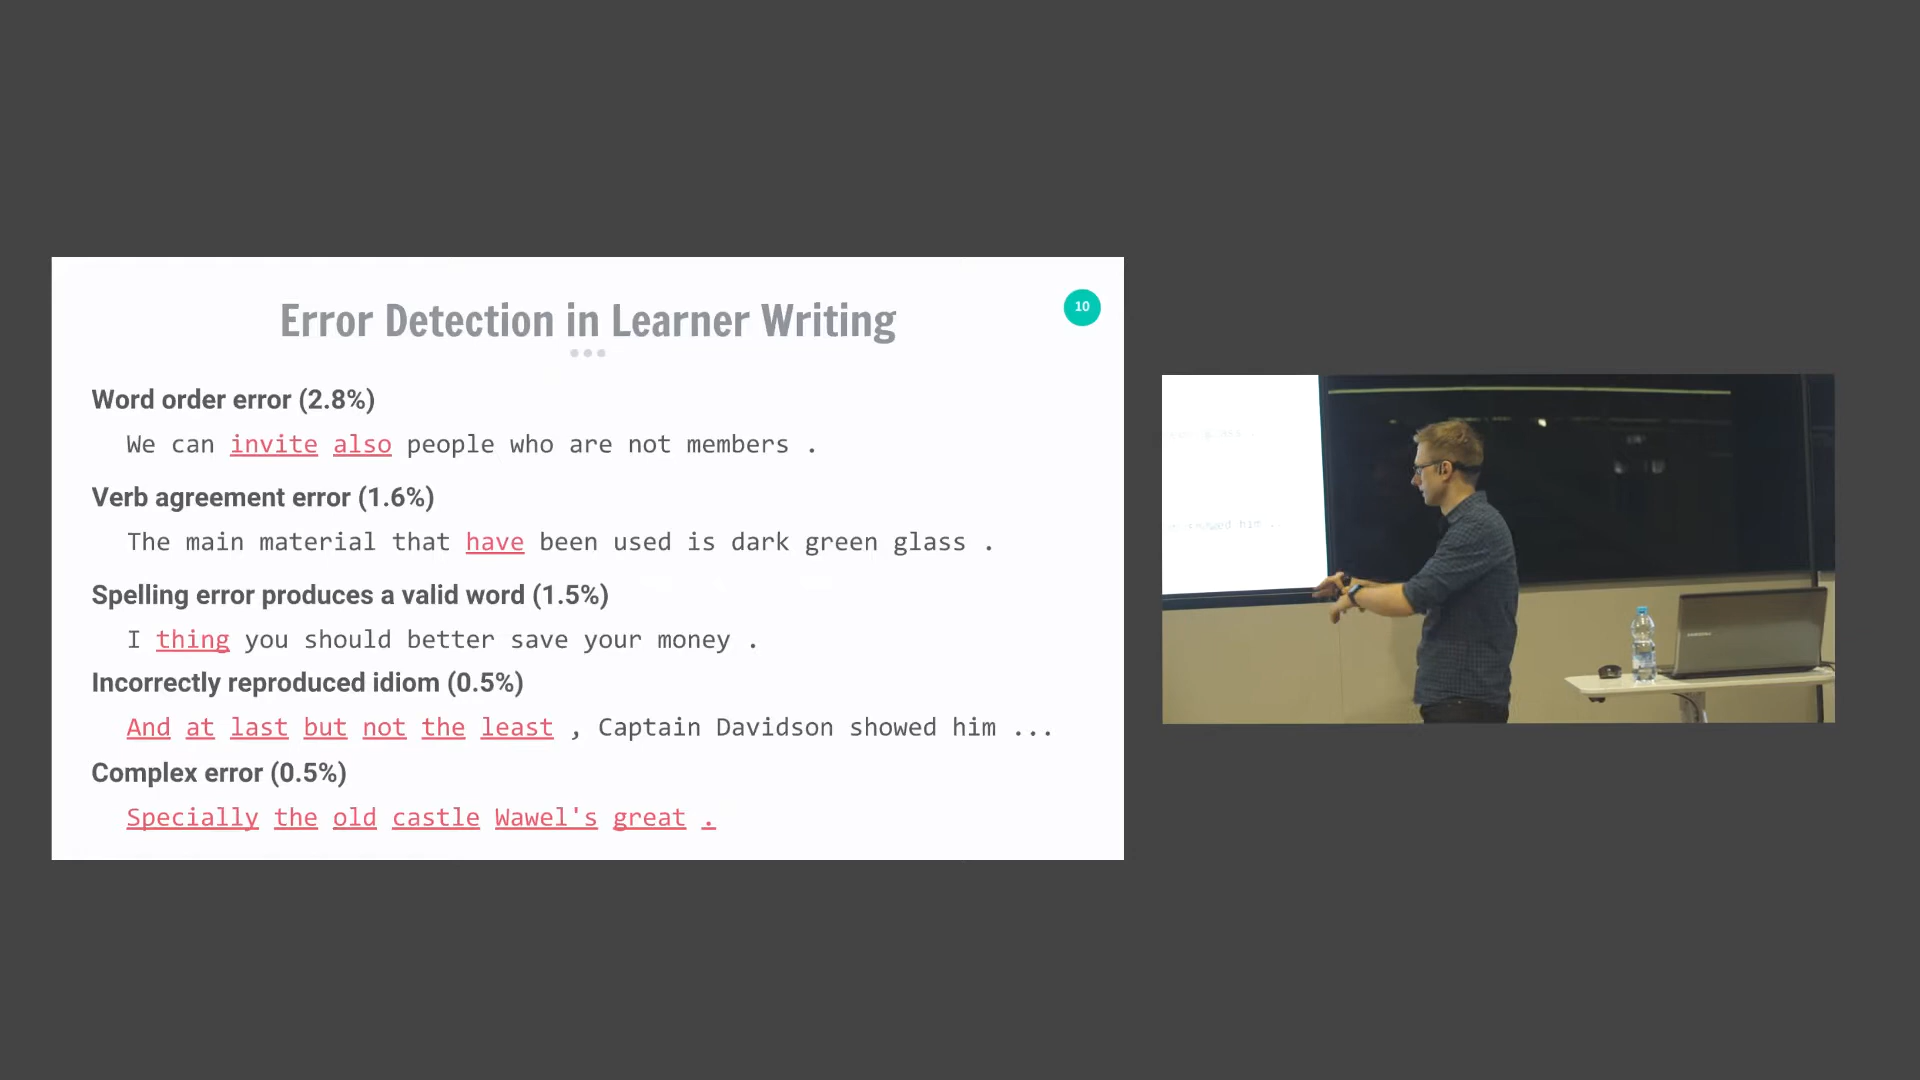 Error Detection in Learner Writing
10
Word order error (2.8%)
We can invite also people who are not members .
Verb agreement error (1.6%)
The main material that have been used is dark green glass .
Spelling error produces a valid word (1.5%)
I thing you should better save your money .
Incorrectly reproduced idiom (0.5%)
And at last but not the least , Captain Davidson showed him ...
Complex error (0.5%)
Specially the old castle Wawel's great .
showed him ...
SAMSUNG